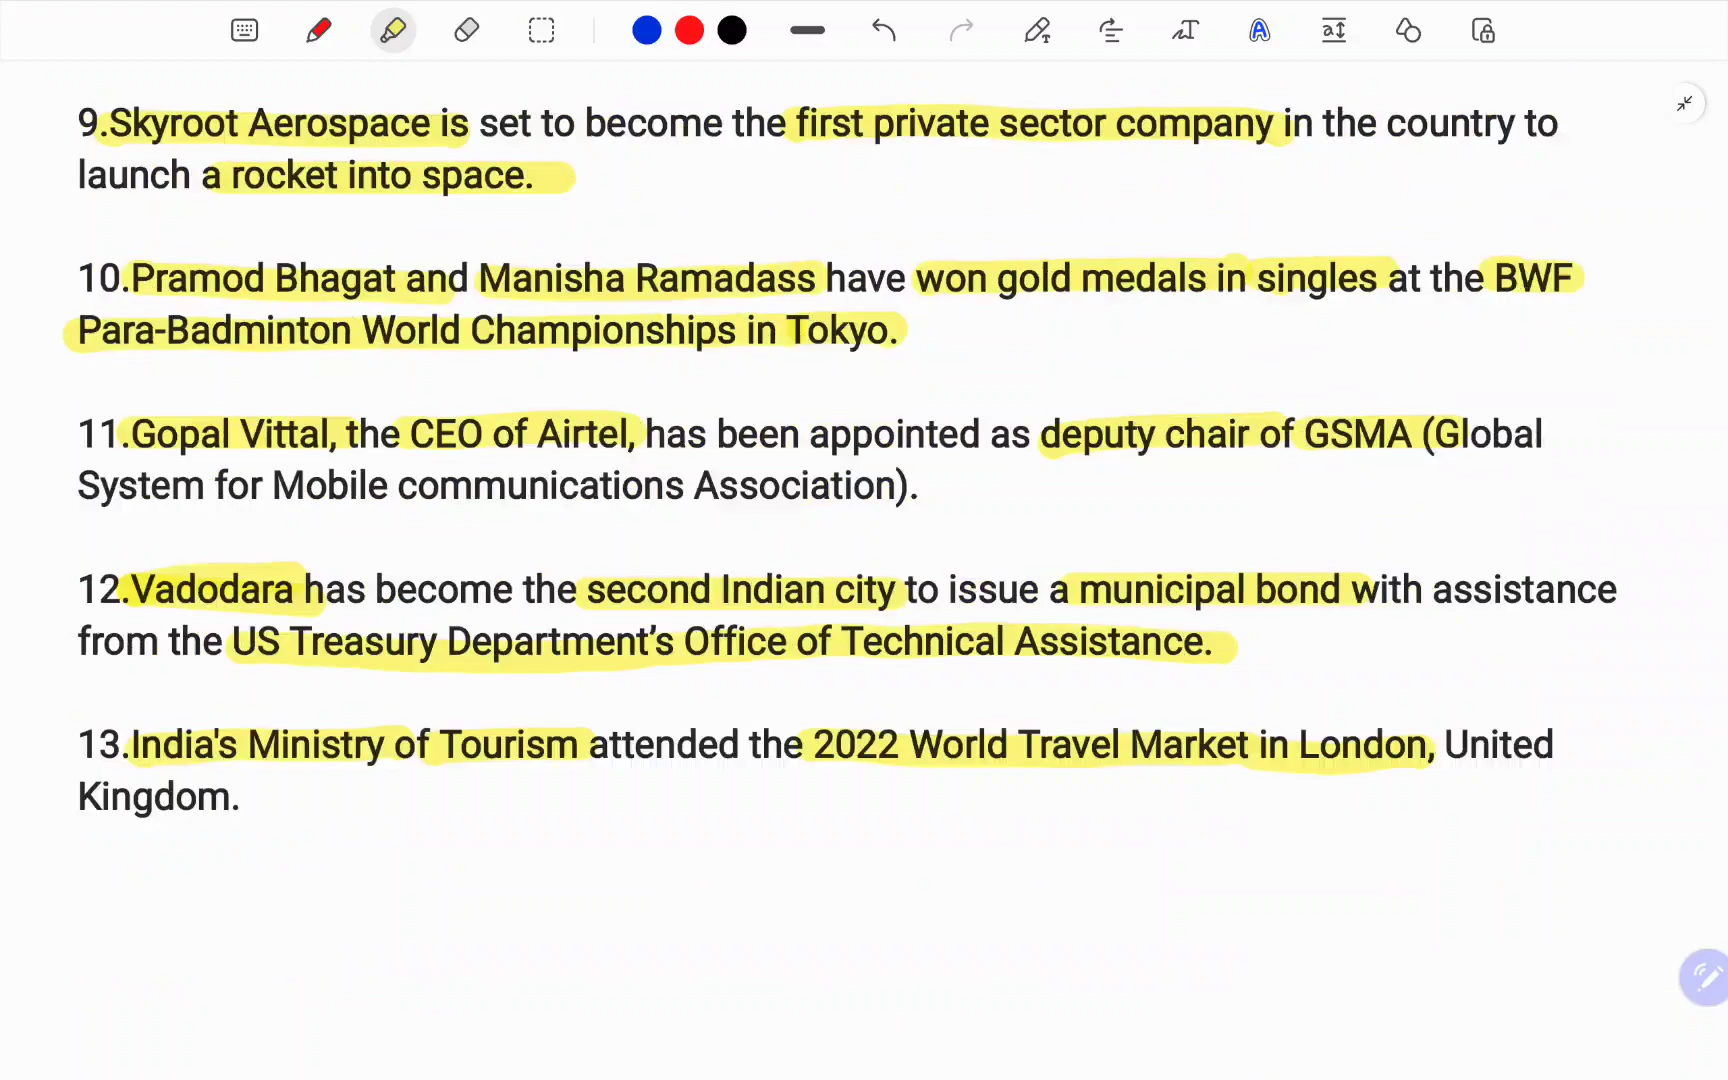 9.Skyroot Aerospace is set to become the first private sector company in the country to
launch a rocket into space.
10.Pramod Bhagat and Manisha Ramadass have won gold medals in singles at the BWF
Para-Badminton World Championships in Tokyo.
11.Gopal Vittal, the CEO of Airtel, has been appointed as deputy chair of GSMA (Global
System for Mobile communications Association).
12.Vadodara has become the second Indian city to issue a municipal bond with assistance
from the US Treasury Department’s Office of Technical Assistance.
13.India's Ministry of Tourism attended the 2022 World Travel Market in London, United
Kingdom.